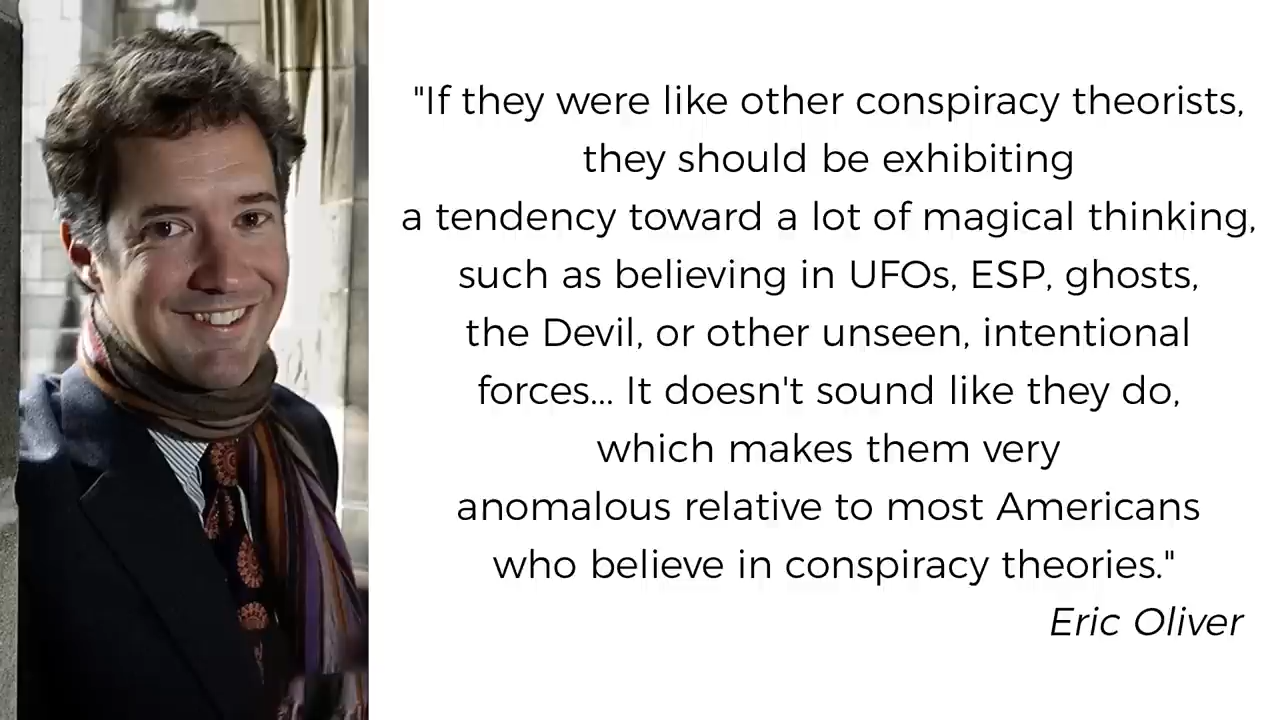 "If they were like other conspiracy theorists,
they should be exhibiting
a tendency toward a lot of magical thinking,
such as believing in UFOs, ESP, ghosts,
the Devil, or other unseen, intentional
forces... It doesn't sound like they do,
which makes them very
anomalous relative to most Americans
who believe in conspiracy theories."
Eric Oliver